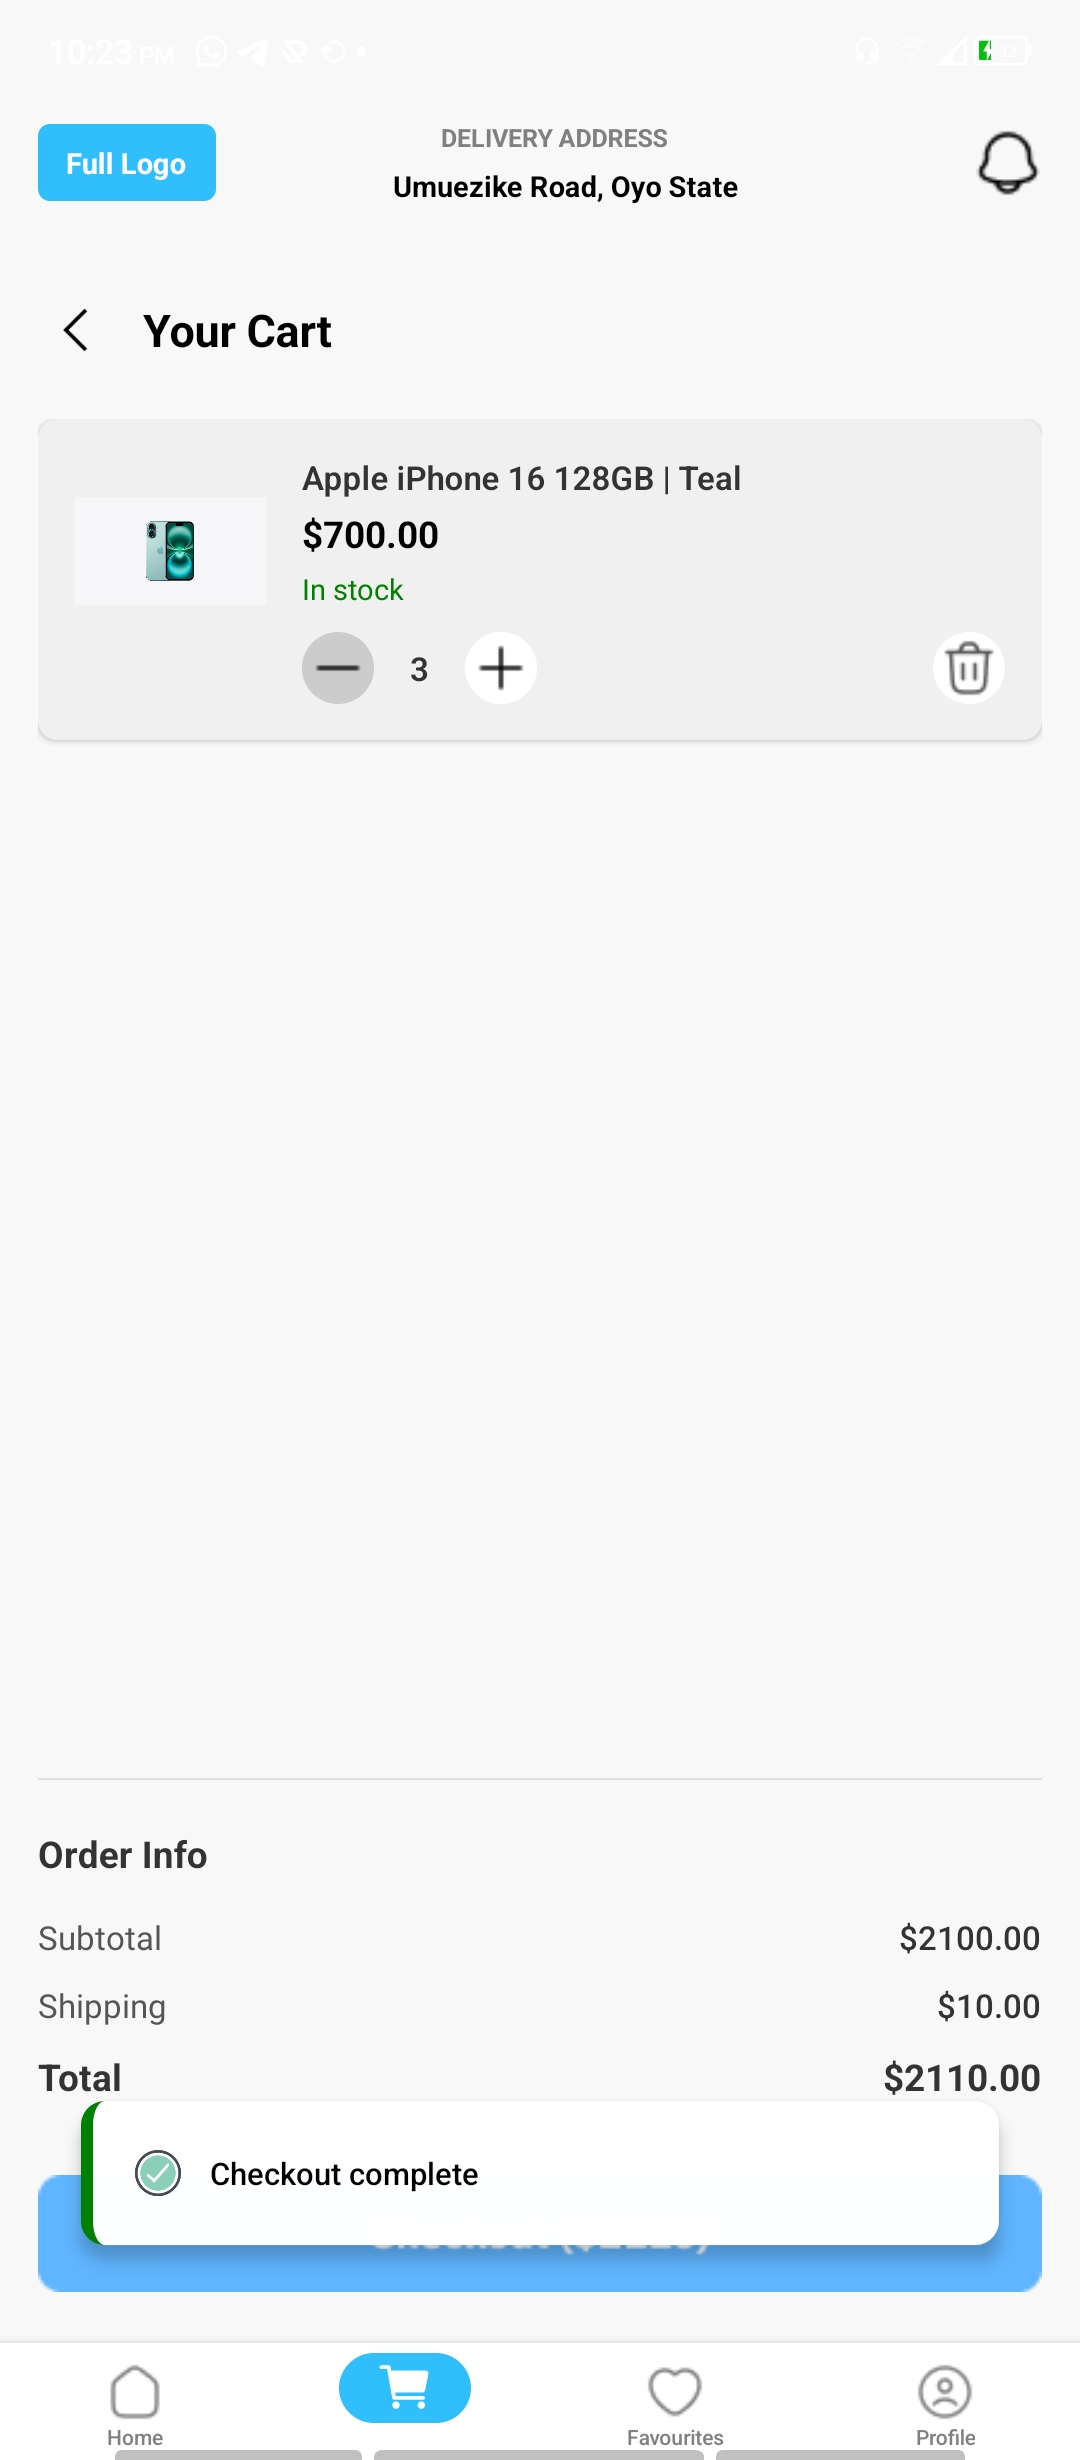 10:23 PM
32
Full Logo
DELIVERY ADDRESS
Umuezike Road, Oyo State
Your Cart
Apple iPhone 16 128GB | Teal
$700.00
In stock
3
Order Info
Subtotal $2100.00
Shipping $10.00
Total $2110.00
Checkout complete
Home
Favourites
Profile